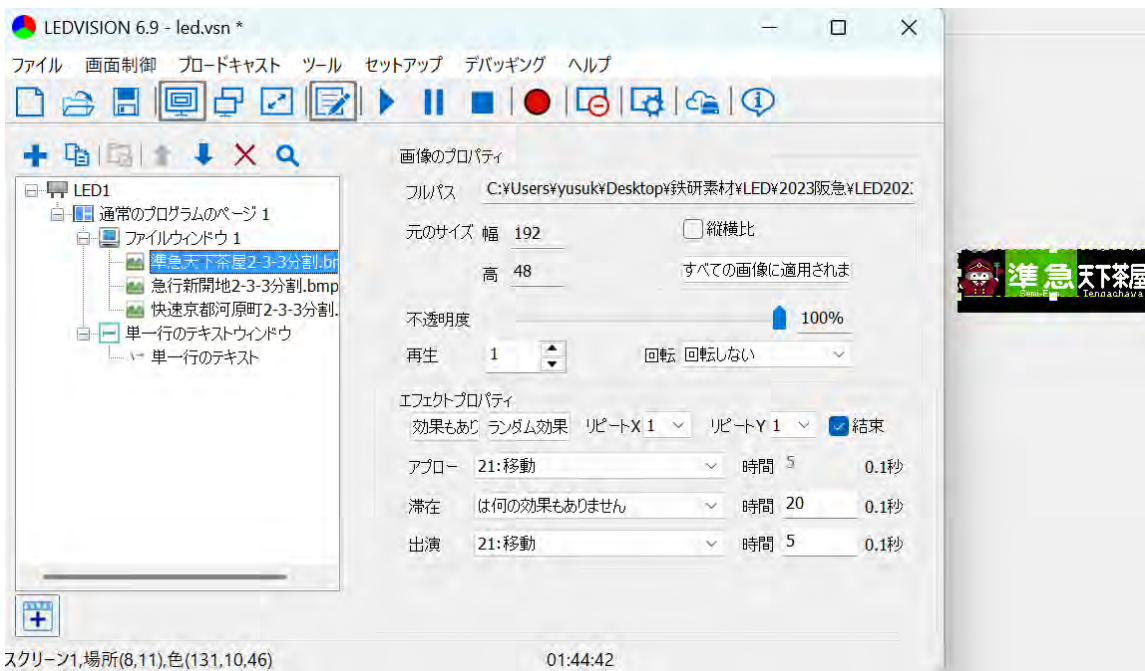 LEDVISION 6.9 - led.vsn *
ファイル 画面制御 ブロードキャスト ツール セットアップ デバッギング ヘルプ
LED1
通常のプログラムのページ 1
ファイルウィンドウ 1
準急天下茶屋2-3-3分割.br
急行新開地2-3-3分割.bmp
快速京都河原町2-3-3分割.
単一行のテキストウィンドウ
単一行のテキスト
画像のプロパティ
フルパス C:¥Users¥yusuk¥Desktop¥鉄研素材¥LED¥2023阪急¥LED202:
元のサイズ 幅 192 縦横比
高 48 すべての画像に適用されま
不透明度 100%
再生 1 回転 回転しない
エフェクトプロパティ
効果もあり ランダム効果 リピートX 1 リピートY 1 結束
アプロー 21:移動 時間 5 0.1秒
滞在 は何の効果もありません 時間 20 0.1秒
出演 21:移動 時間 5 0.1秒
スクリーン1,場所(8,11),色(131,10,46) 01:44:42
準急 天下茶屋
Semi-Exp. Tengachaya